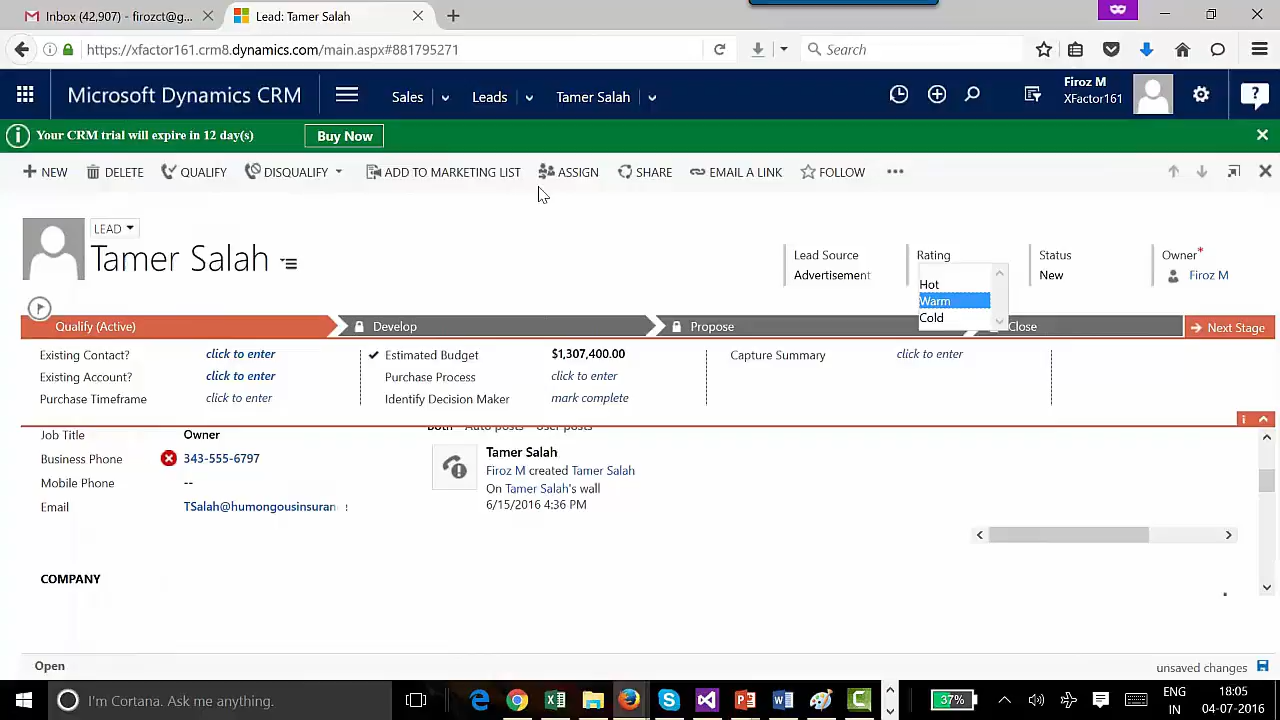 Inbox (42,907) - firozct@g...
Lead: Tamer Salah
https://xfactor161.crm8.dynamics.com/main.aspx#881795271
Search
Microsoft Dynamics CRM
Sales
Leads
Tamer Salah
Firoz M
XFactor161
Your CRM trial will expire in 12 day(s)
Buy Now
NEW
DELETE
QUALIFY
DISQUALIFY
ADD TO MARKETING LIST
ASSIGN
SHARE
EMAIL A LINK
FOLLOW
LEAD
Tamer Salah
Lead Source
Advertisement
Rating
Hot
Warm
Cold
Status
New
Owner*
Firoz M
Qualify (Active)
Develop
Propose
Close
Next Stage
Existing Contact? click to enter
Existing Account? click to enter
Purchase Timeframe click to enter
Estimated Budget $1,307,400.00
Purchase Process click to enter
Identify Decision Maker mark complete
Capture Summary click to enter
Job Title Owner
Business Phone 343-555-6797
Mobile Phone --
Email TSalah@humongousinsuran
COMPANY
Both Auto posts User posts
Tamer Salah
Firoz M created Tamer Salah
On Tamer Salah's wall
6/15/2016 4:36 PM
Open
unsaved changes
I'm Cortana. Ask me anything.
37%
ENG
IN
18:05
04-07-2016